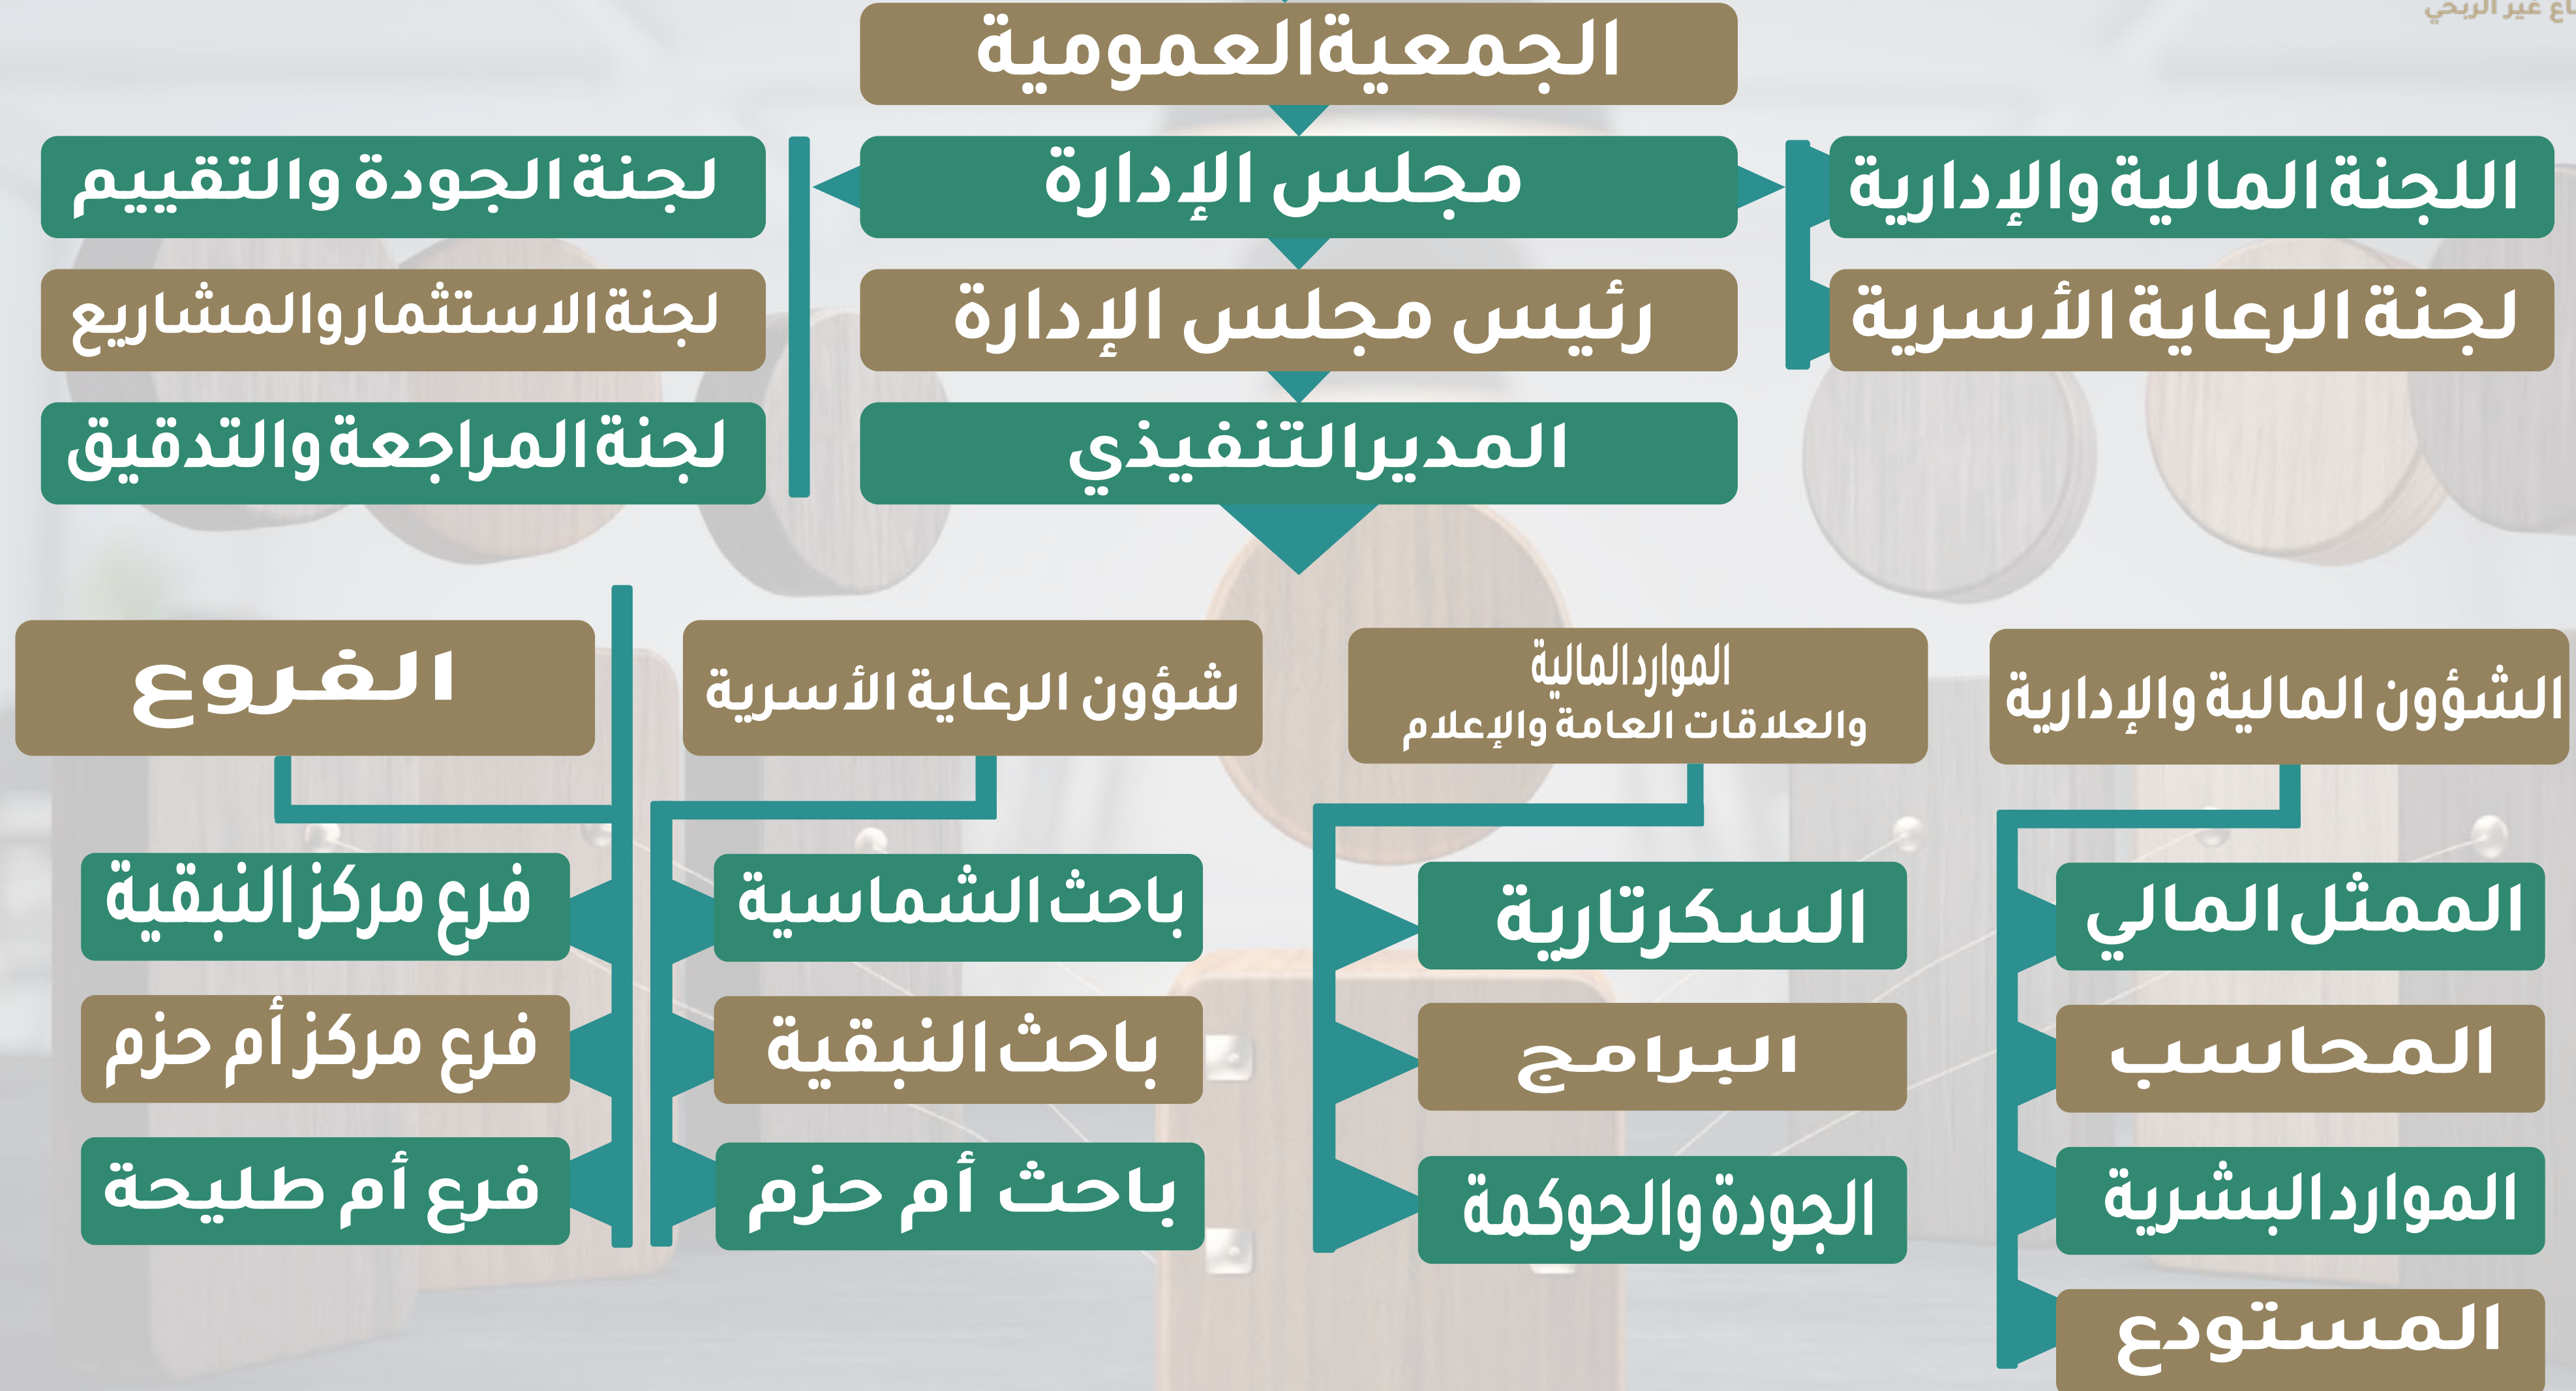 غير الربحي
الجمعية العمومية
مجلس الإدارة
رئيس مجلس الإدارة
المدير التنفيذي
اللجنة المالية والإدارية
لجنة الرعاية الأسرية
لجنة الجودة والتقييم
لجنة الاستثمار والمشاريع
لجنة المراجعة والتدقيق
الشؤون المالية والإدارية
الممثل المالي
المحاسب
الموارد البشرية
المستودع
الموارد المالية
والعلاقات العامة والإعلام
السكرتارية
البرامج
الجودة والحوكمة
شؤون الرعاية الأسرية
باحث الشماسية
باحث النبقية
باحث أم حزم
الفروع
فرع مركز النبقية
فرع مركز أم حزم
فرع أم طليحة